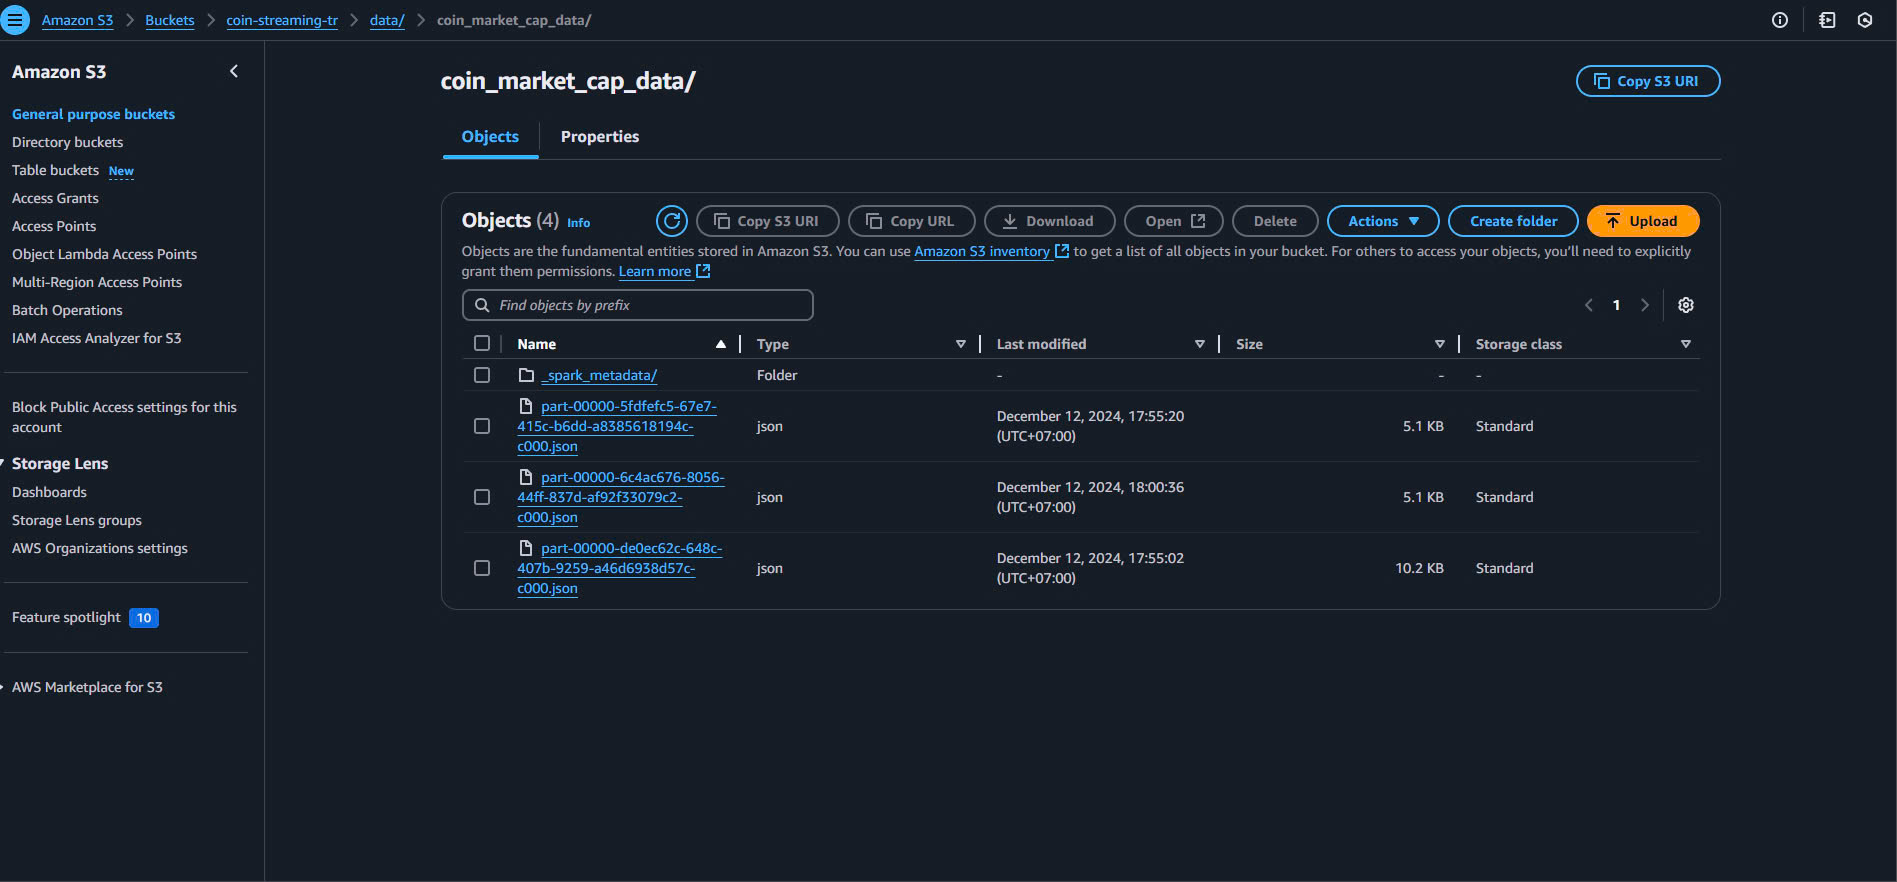 Amazon S3 > Buckets > coin-streaming-tr > data/ > coin_market_cap_data/
Amazon S3
General purpose buckets
Directory buckets
Table buckets New
Access Grants
Access Points
Object Lambda Access Points
Multi-Region Access Points
Batch Operations
IAM Access Analyzer for S3
Block Public Access settings for this
account
Storage Lens
Dashboards
Storage Lens groups
AWS Organizations settings
Feature spotlight 10
AWS Marketplace for S3
coin_market_cap_data/
Copy S3 URI
Objects Properties
Objects (4) Info
Copy S3 URI Copy URL Download Open Delete Actions Create folder Upload
Objects are the fundamental entities stored in Amazon S3. You can use Amazon S3 inventory to get a list of all objects in your bucket. For others to access your objects, you'll need to explicitly
grant them permissions. Learn more
Find objects by prefix
1
Name Type Last modified Size Storage class
_spark_metadata/ Folder - - -
part-00000-5fdfefc5-67e7-
415c-b6dd-a8385618194c-
c000.json
json
December 12, 2024, 17:55:20
(UTC+07:00)
5.1 KB
Standard
part-00000-6c4ac676-8056-
44ff-837d-af92f33079c2-
c000.json
json
December 12, 2024, 18:00:36
(UTC+07:00)
5.1 KB
Standard
part-00000-de0ec62c-648c-
407b-9259-a46d6938d57c-
c000.json
json
December 12, 2024, 17:55:02
(UTC+07:00)
10.2 KB
Standard